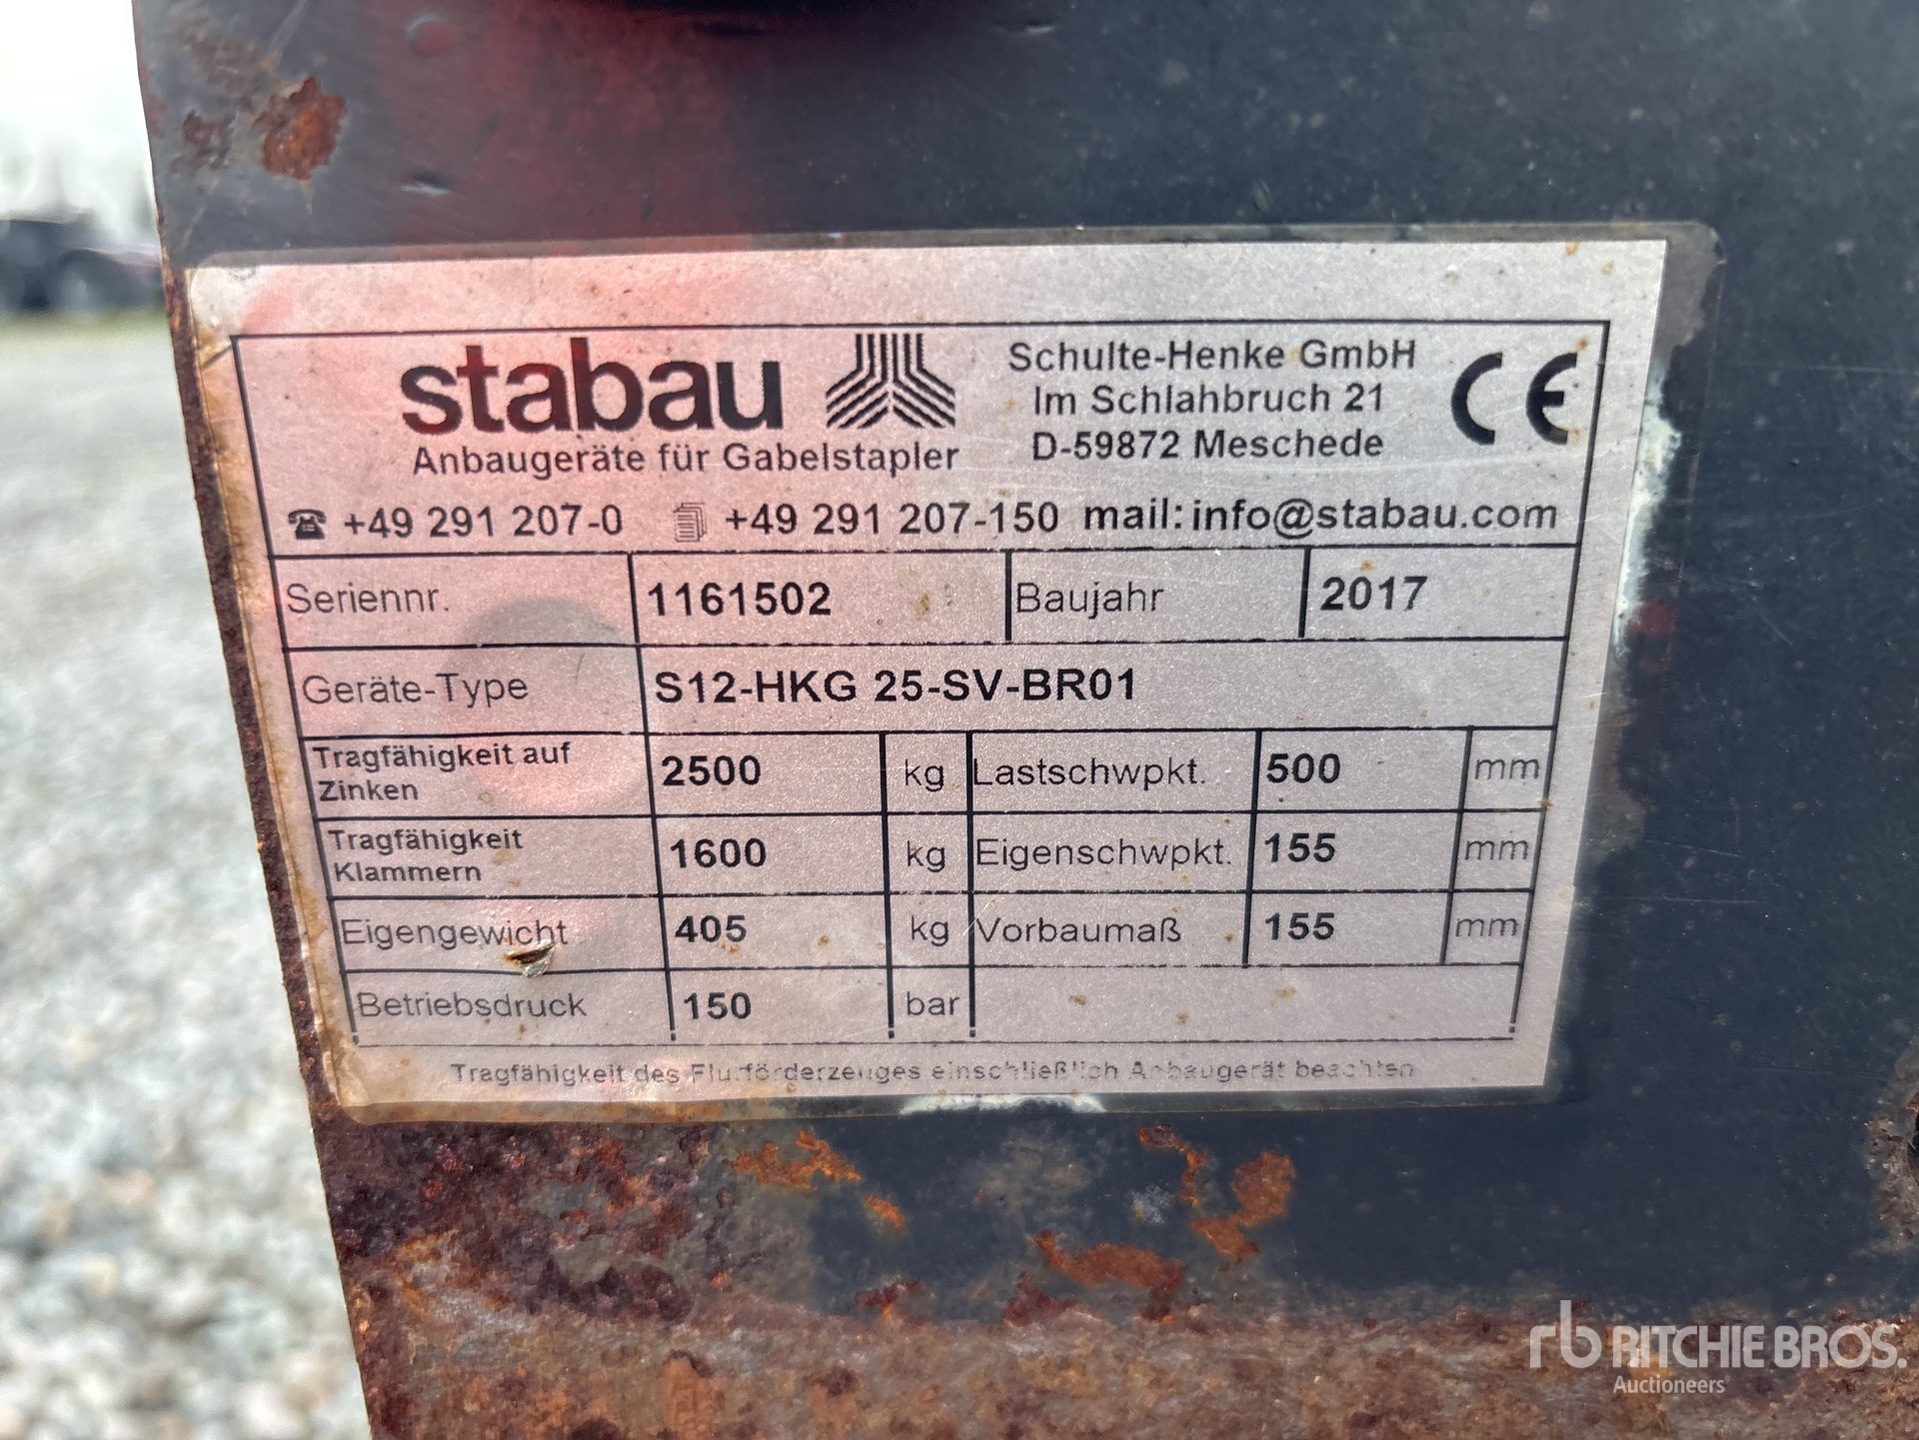 stabau
Anbaugeräte für Gabelstapler
Schulte-Henke GmbH
Im Schlahbruch 21
D-59872 Meschede
CE
+49 291 207-0 +49 291 207-150 mail: info@stabau.com
Seriennr. 1161502 Baujahr 2017
Geräte-Type S12-HKG 25-SV-BR01
Tragfähigkeit auf Zinken 2500 kg Lastschwpkt. 500 mm
Tragfähigkeit Klammern 1600 kg Eigenschwpkt. 155 mm
Eigengewicht 405 kg Vorbaumaß 155 mm
Betriebsdruck 150 bar
Tragfähigkeit des Flurförderzeuges einschließlich Anbaugerät beachten
rb RITCHIE BROS.
Auctioneers